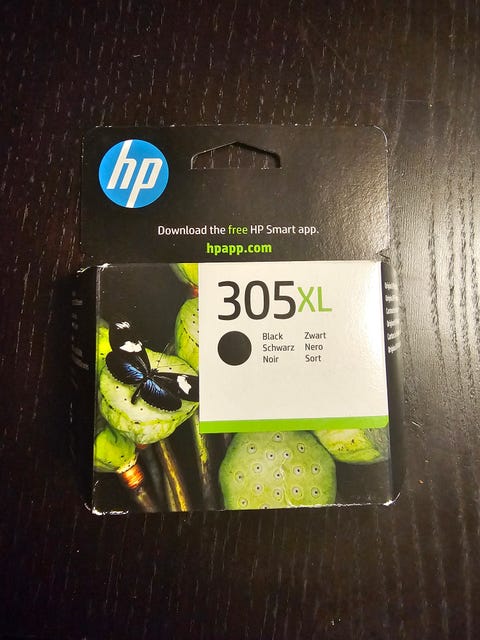 hp
Download the free HP Smart app.
hpapp.com
305XL
Black Zwart
Schwarz Nero
Noir Sort